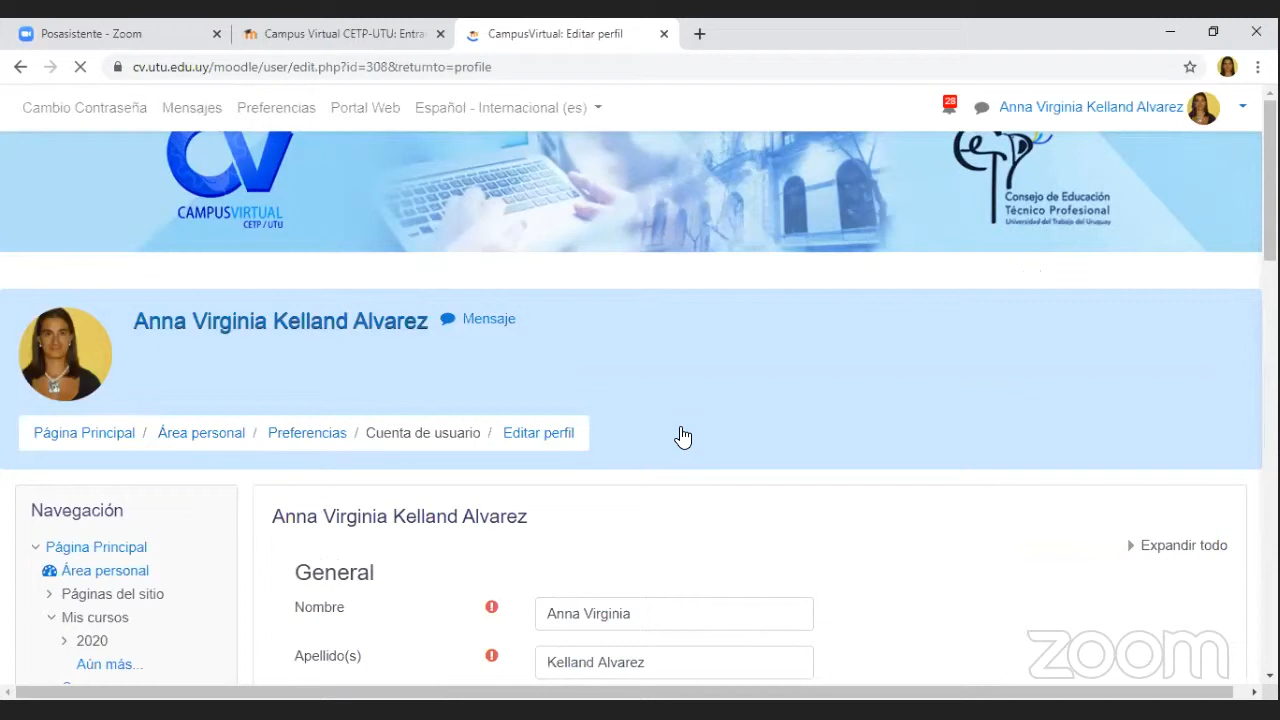 Posasistente - Zoom
Campus Virtual CETP-UTU: Entra
CampusVirtual: Editar perfil
cv.utu.edu.uy/moodle/user/edit.php?id=308&returnto=profile
Cambio Contraseña Mensajes Preferencias Portal Web Español - Internacional (es)
28
Anna Virginia Kelland Alvarez
CV
CAMPUSVIRTUAL
CETP / UTU
Consejo de Educación
Técnico Profesional
Universidad del Trabajo del Uruguay
Anna Virginia Kelland Alvarez Mensaje
Página Principal / Área personal / Preferencias / Cuenta de usuario / Editar perfil
Navegación
Página Principal
Área personal
Páginas del sitio
Mis cursos
2020
Aún más...
Anna Virginia Kelland Alvarez
Expandir todo
General
Nombre
Anna Virginia
Apellido(s)
Kelland Alvarez
zoom